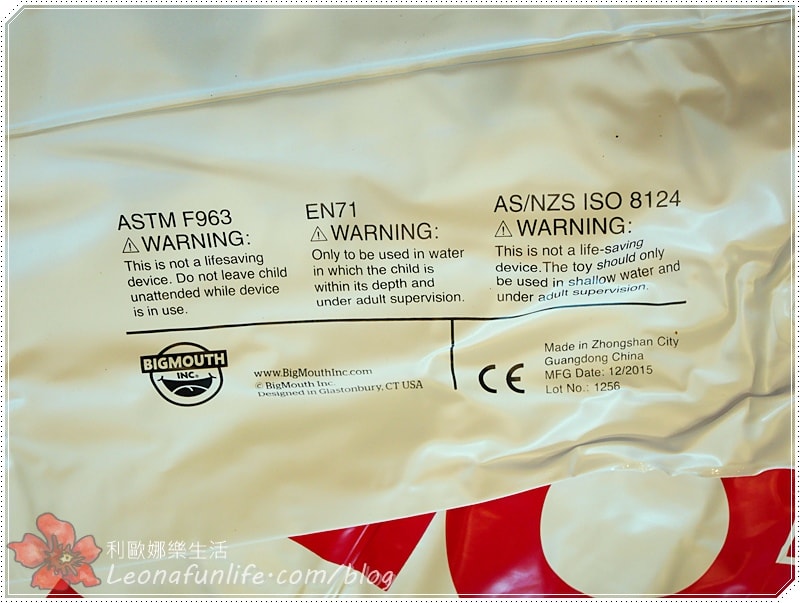 ASTM F963
⚠WARNING:
This is not a lifesaving
device. Do not leave child
unattended while device
is in use.
EN71
⚠WARNING:
Only to be used in water
in which the child is
within its depth and
under adult supervision.
AS/NZS ISO 8124
⚠WARNING:
This is not a life-saving
device.The toy should only
be used in shallow water and
under adult supervision.
BIGMOUTH
INC.®
www.BigMouthInc.com
© BigMouth Inc.
Designed in Glastonbury, CT USA
CE
Made in Zhongshan City
Guangdong China
MFG Date: 12/2015
Lot No.: 1256
利歐娜樂生活
Leonafunlife.com/blog